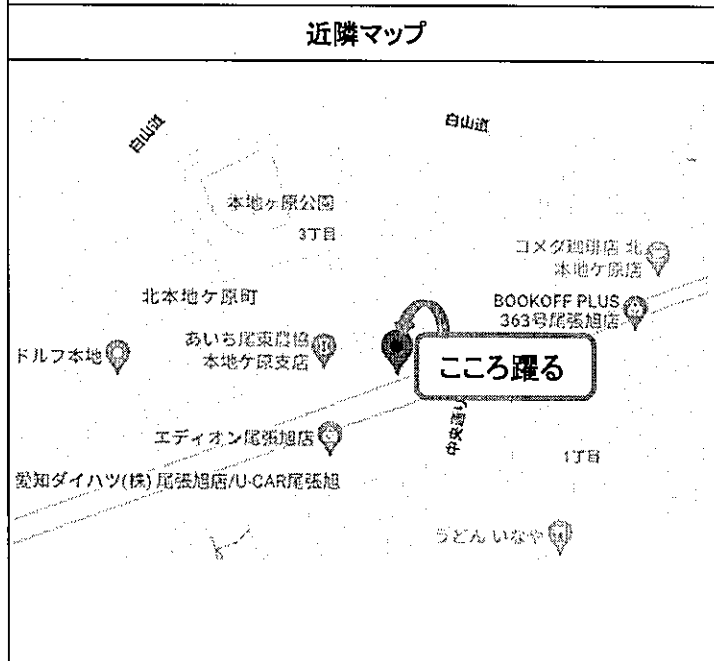 近隣マップ
白山道
白山道
本地ヶ原公園
3丁目
コメダ珈琲店 北
本地ケ原店
北本地ケ原町
BOOKOFF PLUS
363号尾張旭店
ドルフ本地
あいち尾東農協
本地ケ原支店
こころ躍る
エディオン尾張旭店
中央通り
1丁目
愛知ダイハツ(株) 尾張旭店/U-CAR尾張旭
うどん いなや